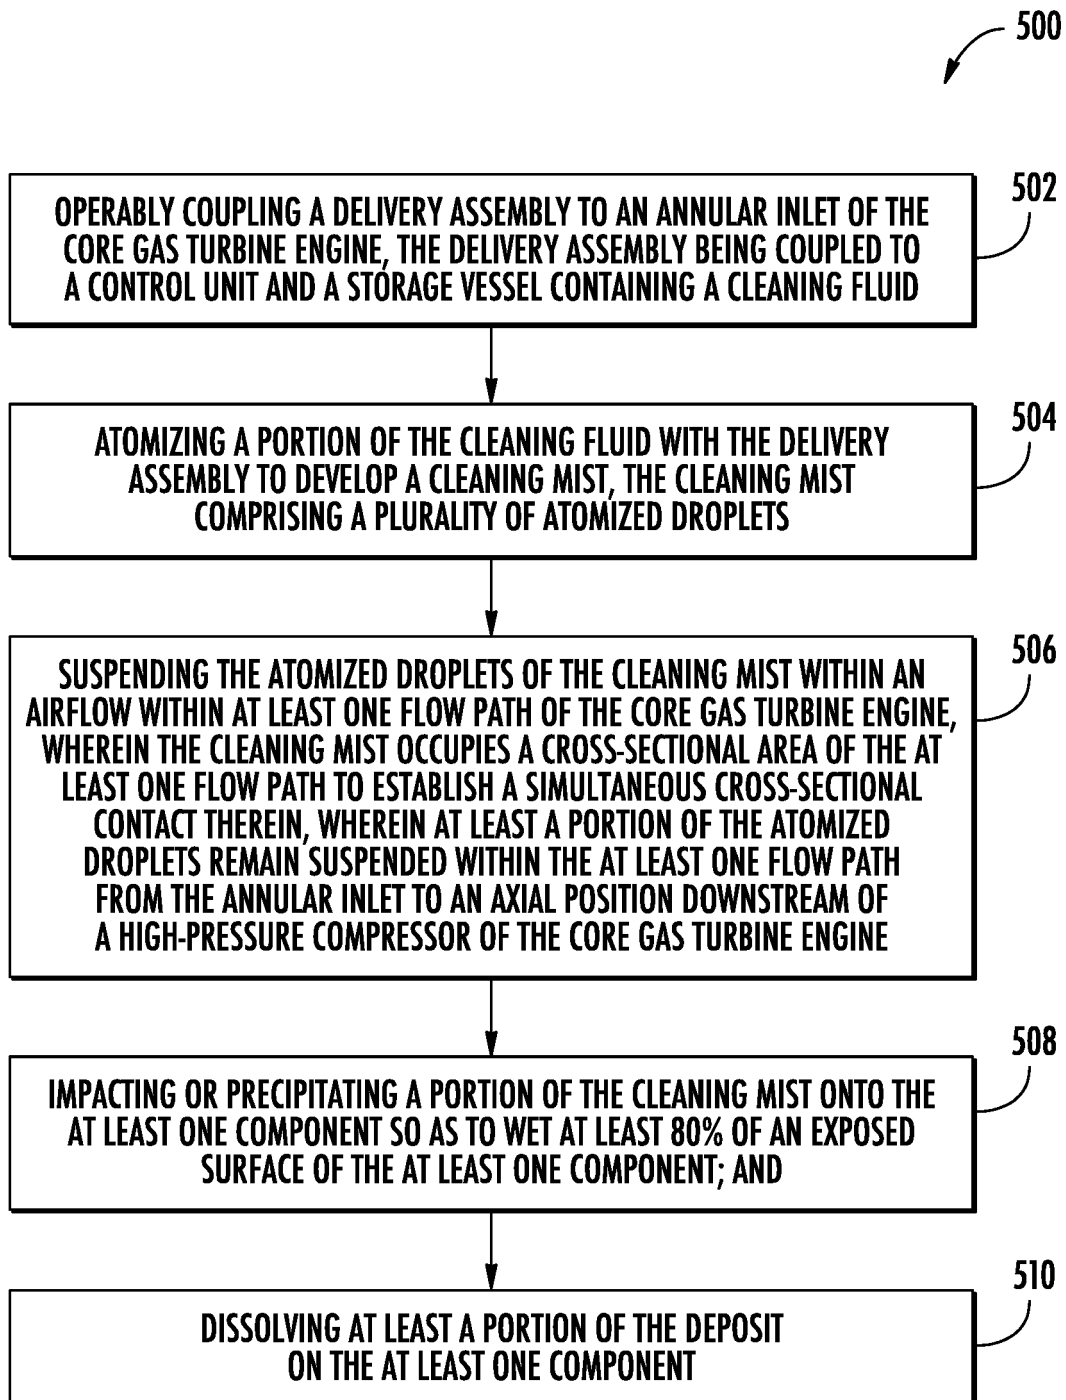 500
502
OPERABLY COUPLING A DELIVERY ASSEMBLY TO AN ANNULAR INLET OF THE
CORE GAS TURBINE ENGINE, THE DELIVERY ASSEMBLY BEING COUPLED TO
A CONTROL UNIT AND A STORAGE VESSEL CONTAINING A CLEANING FLUID
504
ATOMIZING A PORTION OF THE CLEANING FLUID WITH THE DELIVERY
ASSEMBLY TO DEVELOP A CLEANING MIST, THE CLEANING MIST
COMPRISING A PLURALITY OF ATOMIZED DROPLETS
506
SUSPENDING THE ATOMIZED DROPLETS OF THE CLEANING MIST WITHIN AN
AIRFLOW WITHIN AT LEAST ONE FLOW PATH OF THE CORE GAS TURBINE ENGINE,
WHEREIN THE CLEANING MIST OCCUPIES A CROSS-SECTIONAL AREA OF THE AT
LEAST ONE FLOW PATH TO ESTABLISH A SIMULTANEOUS CROSS-SECTIONAL
CONTACT THEREIN, WHEREIN AT LEAST A PORTION OF THE ATOMIZED
DROPLETS REMAIN SUSPENDED WITHIN THE AT LEAST ONE FLOW PATH
FROM THE ANNULAR INLET TO AN AXIAL POSITION DOWNSTREAM OF
A HIGH-PRESSURE COMPRESSOR OF THE CORE GAS TURBINE ENGINE
508
IMPACTING OR PRECIPITATING A PORTION OF THE CLEANING MIST ONTO THE
AT LEAST ONE COMPONENT SO AS TO WET AT LEAST 80% OF AN EXPOSED
SURFACE OF THE AT LEAST ONE COMPONENT; AND
510
DISSOLVING AT LEAST A PORTION OF THE DEPOSIT
ON THE AT LEAST ONE COMPONENT